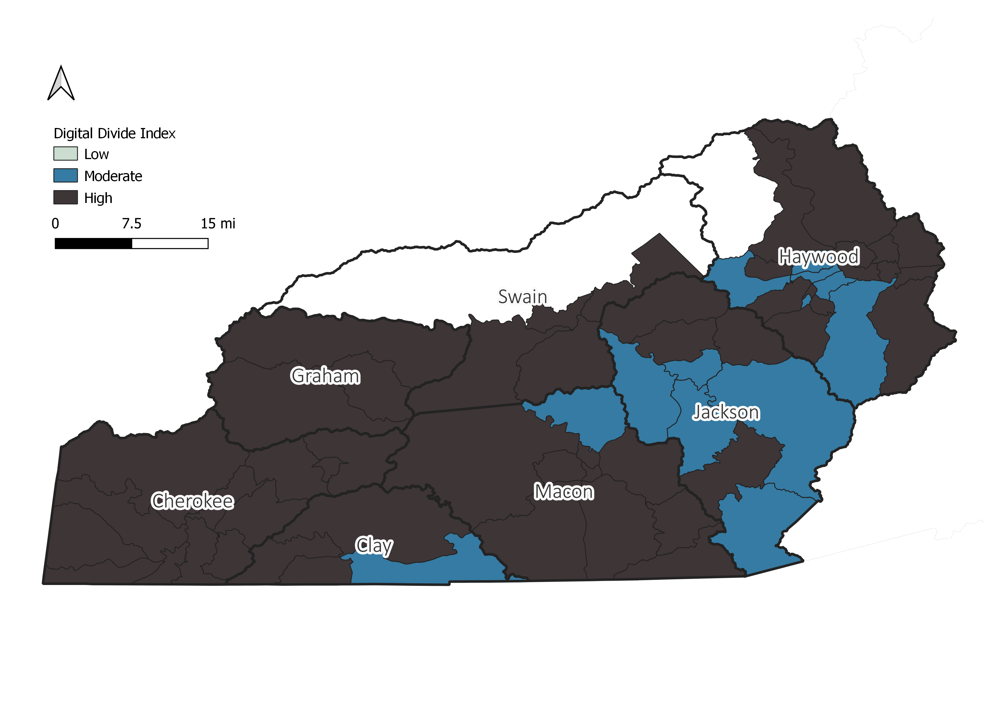 Digital Divide Index
Low
Moderate
High
0 7.5 15 mi
Haywood
Swain
Graham
Jackson
Macon
Cherokee
Clay